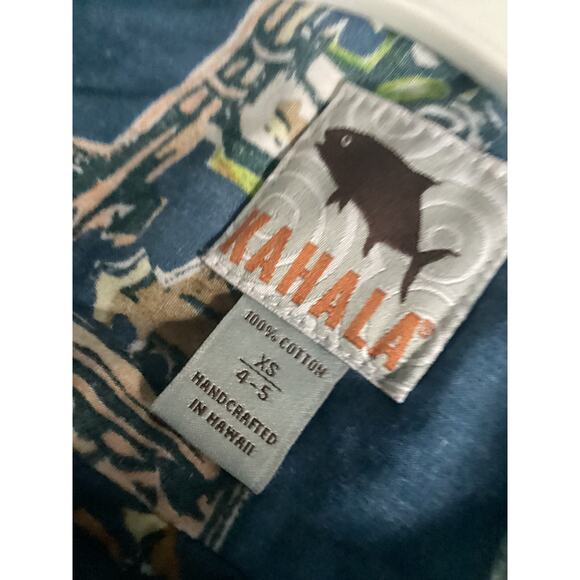 KAHALA®
100% COTTON
XS
4-5
HANDCRAFTED
IN HAWAII